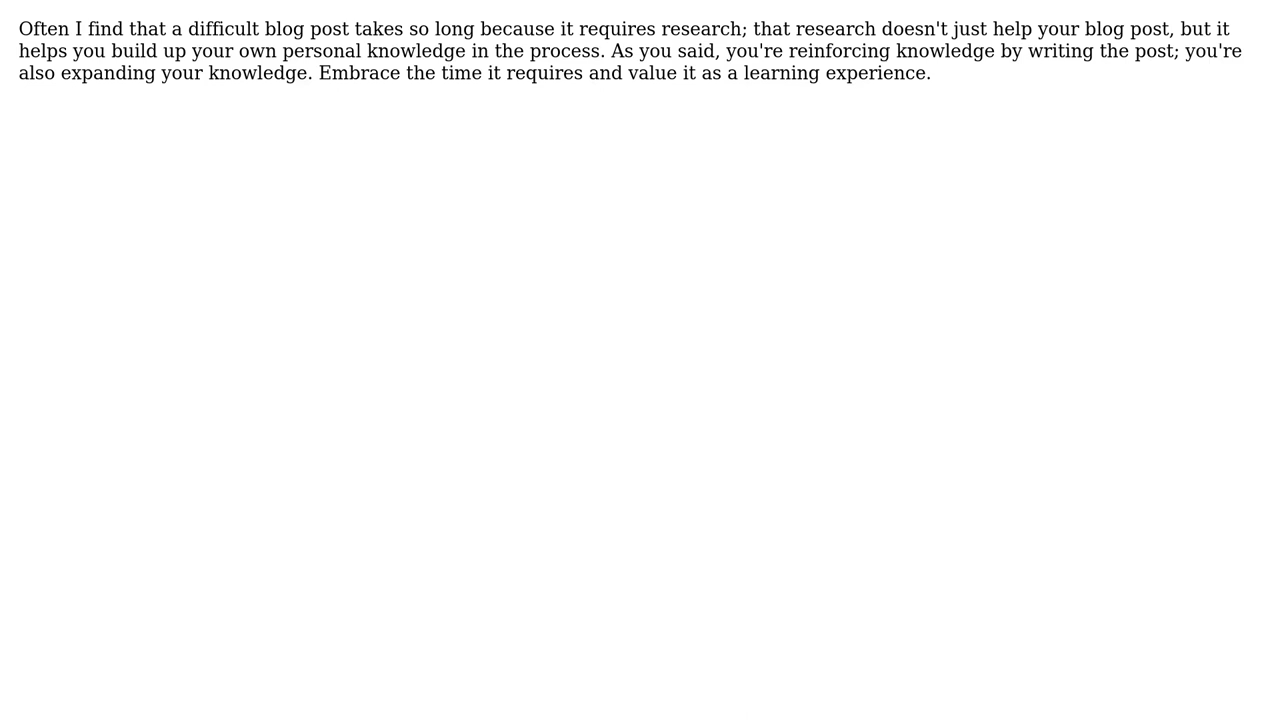 Often I find that a difficult blog post takes so long because it requires research; that research doesn't just help your blog post, but it
helps you build up your own personal knowledge in the process. As you said, you're reinforcing knowledge by writing the post; you're
also expanding your knowledge. Embrace the time it requires and value it as a learning experience.